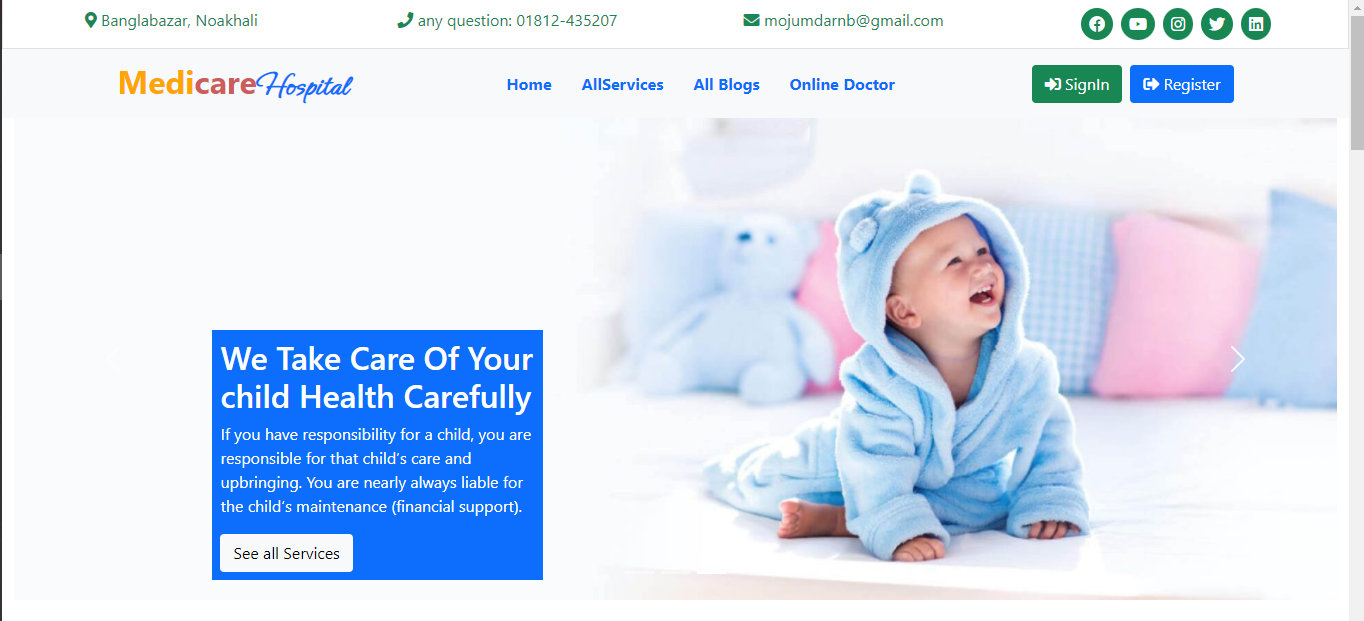 Banglabazar, Noakhali
any question: 01812-435207
mojumdarnb@gmail.com
Medicare Hospital
Home
AllServices
All Blogs
Online Doctor
SignIn
Register
We Take Care Of Your
child Health Carefully
If you have responsibility for a child, you are
responsible for that child’s care and
upbringing. You are nearly always liable for
the child’s maintenance (financial support).
See all Services